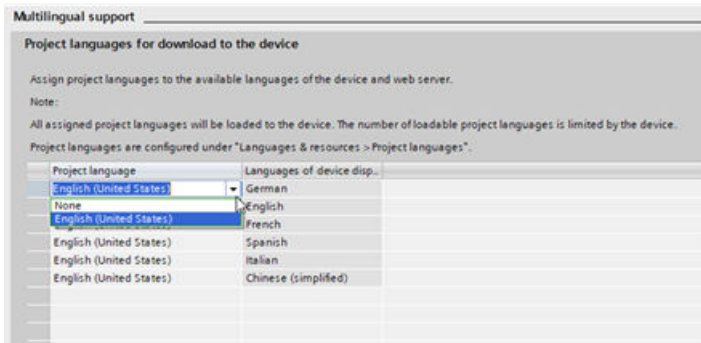 Multilingual support
Project languages for download to the device
Assign project languages to the available languages of the device and web server.
Note:
All assigned project languages will be loaded to the device. The number of loadable project languages is limited by the device.
Project languages are configured under "Languages & resources > Project languages".
Project language Languages of device disp...
English (United States) German
None English
English (United States) French
English (United States) Spanish
English (United States) Italian
English (United States) Chinese (simplified)